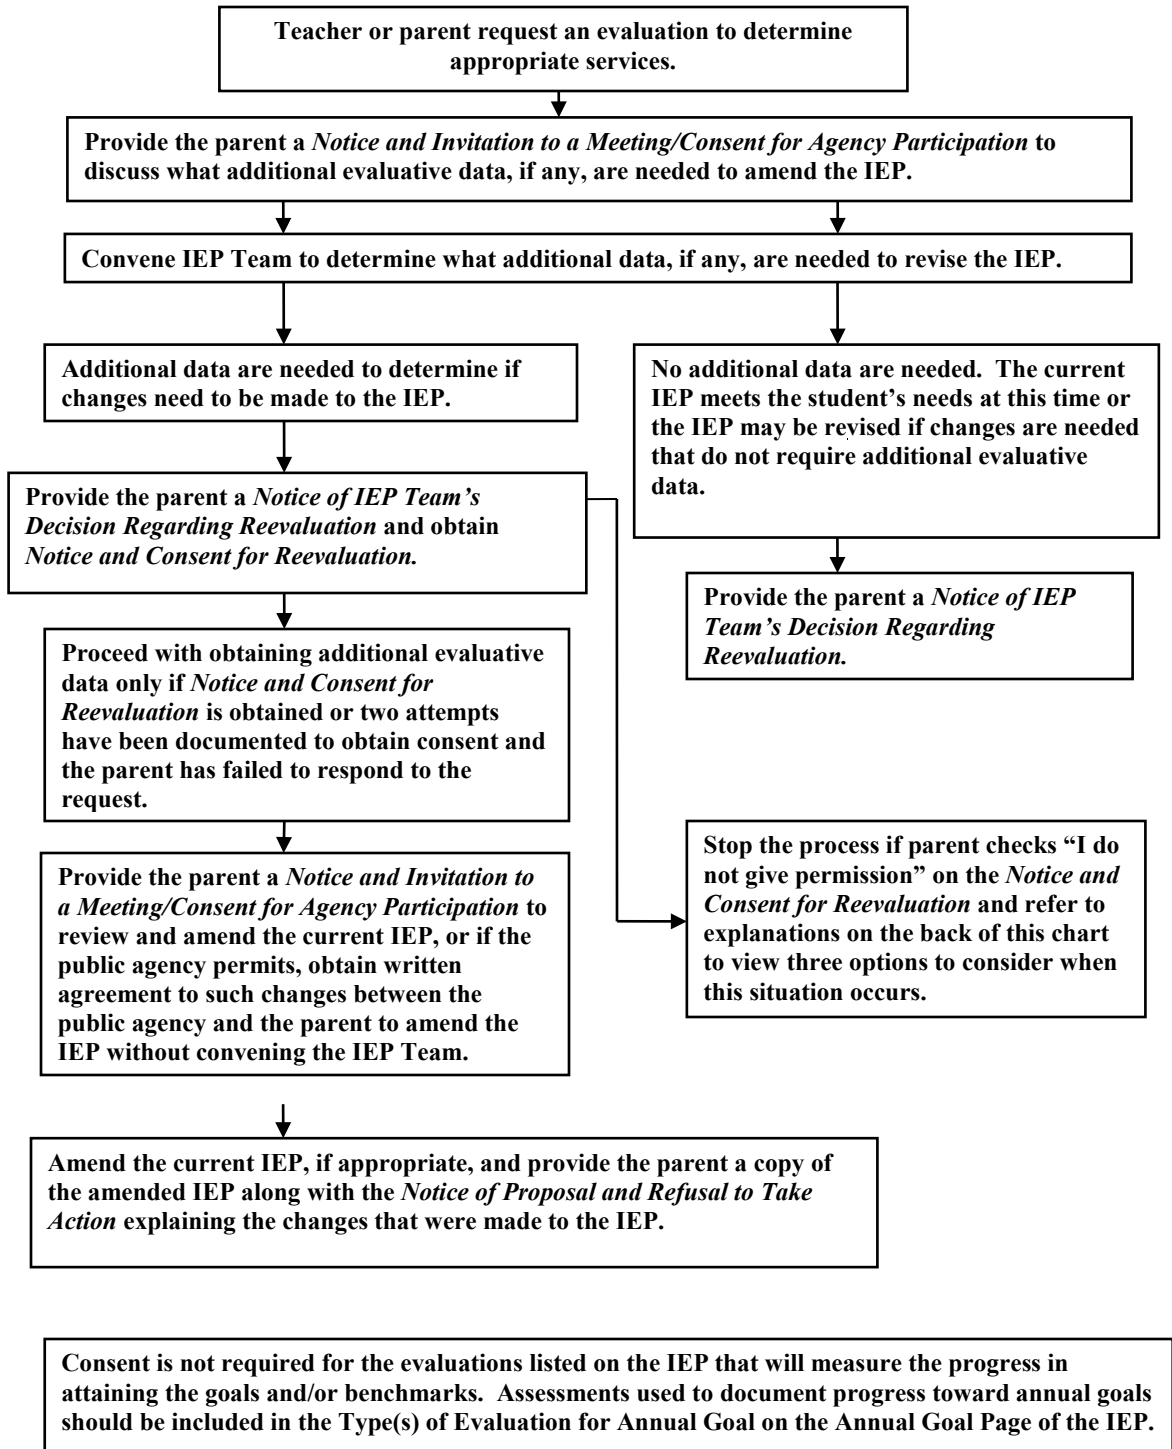 Teacher or parent request an evaluation to determine
appropriate services.
Provide the parent a Notice and Invitation to a Meeting/Consent for Agency Participation to
discuss what additional evaluative data, if any, are needed to amend the IEP.
Convene IEP Team to determine what additional data, if any, are needed to revise the IEP.
Additional data are needed to determine if
changes need to be made to the IEP.
No additional data are needed.  The current
IEP meets the student’s needs at this time or
the IEP may be revised if changes are needed
that do not require additional evaluative
data.
Provide the parent a Notice of IEP Team’s
Decision Regarding Reevaluation and obtain
Notice and Consent for Reevaluation.
Provide the parent a Notice of IEP
Team’s Decision Regarding
Reevaluation.
Proceed with obtaining additional evaluative
data only if Notice and Consent for
Reevaluation is obtained or two attempts
have been documented to obtain consent and
the parent has failed to respond to the
request.
Stop the process if parent checks “I do
not give permission” on the Notice and
Consent for Reevaluation and refer to
explanations on the back of this chart
to view three options to consider when
this situation occurs.
Provide the parent a Notice and Invitation to
a Meeting/Consent for Agency Participation to
review and amend the current IEP, or if the
public agency permits, obtain written
agreement to such changes between the
public agency and the parent to amend the
IEP without convening the IEP Team.
Amend the current IEP, if appropriate, and provide the parent a copy of
the amended IEP along with the Notice of Proposal and Refusal to Take
Action explaining the changes that were made to the IEP.
Consent is not required for the evaluations listed on the IEP that will measure the progress in
attaining the goals and/or benchmarks.  Assessments used to document progress toward annual goals
should be included in the Type(s) of Evaluation for Annual Goal on the Annual Goal Page of the IEP.